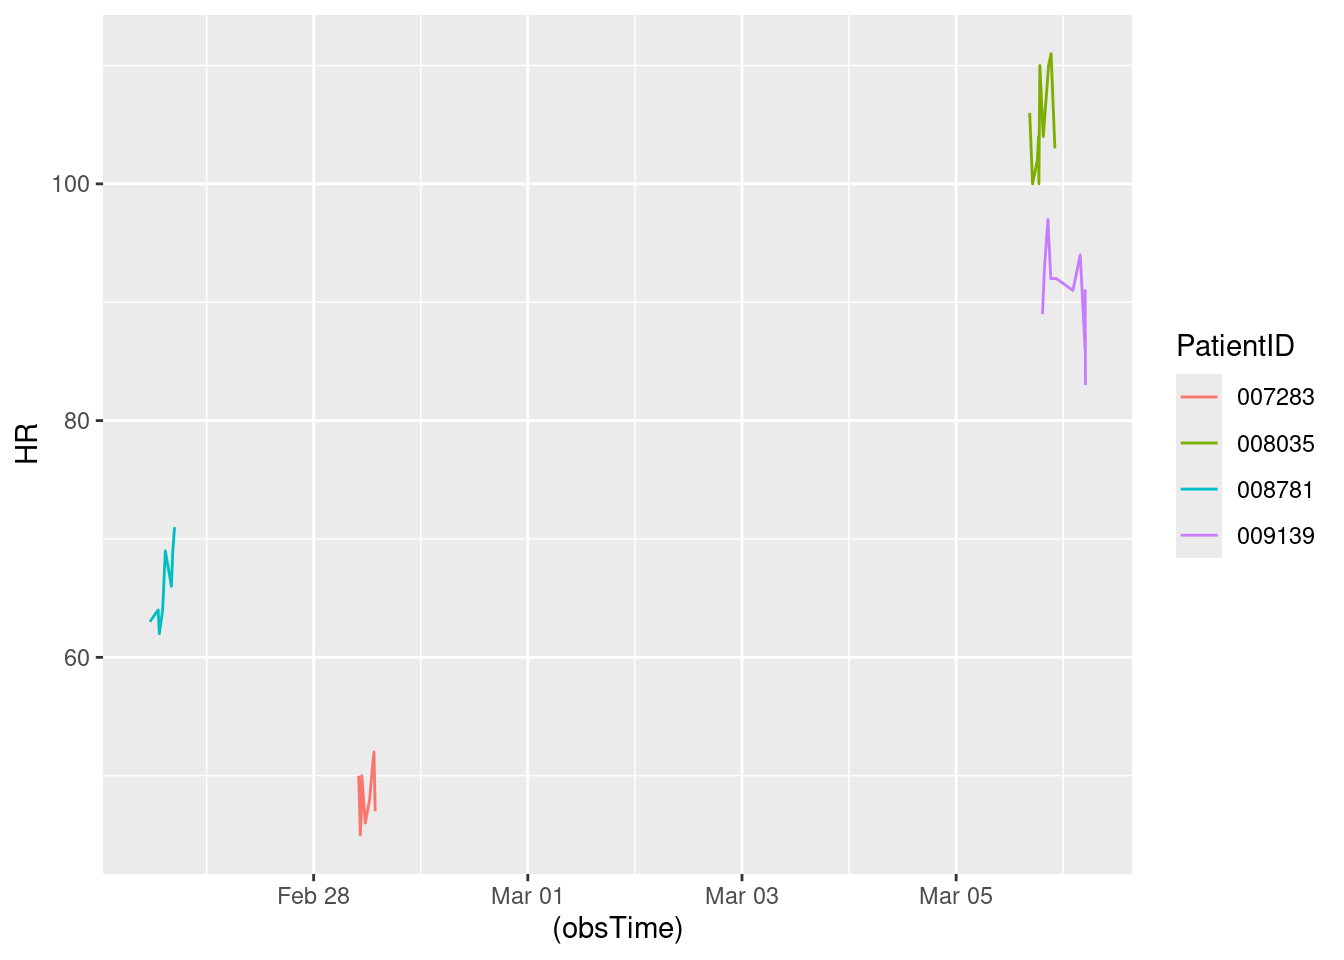 HR
100
80
60
Feb 28
Mar 01
Mar 03
Mar 05
(obsTime)
PatientID
007283
008035
008781
009139